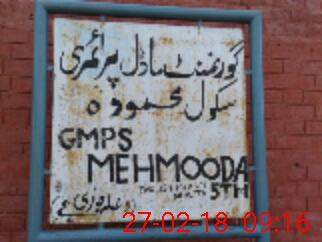 گورنمنٹ ماڈل پرائمری
سکول محمودہ
GMPS
MEHMOODA
5TH
27-02-18 09:16